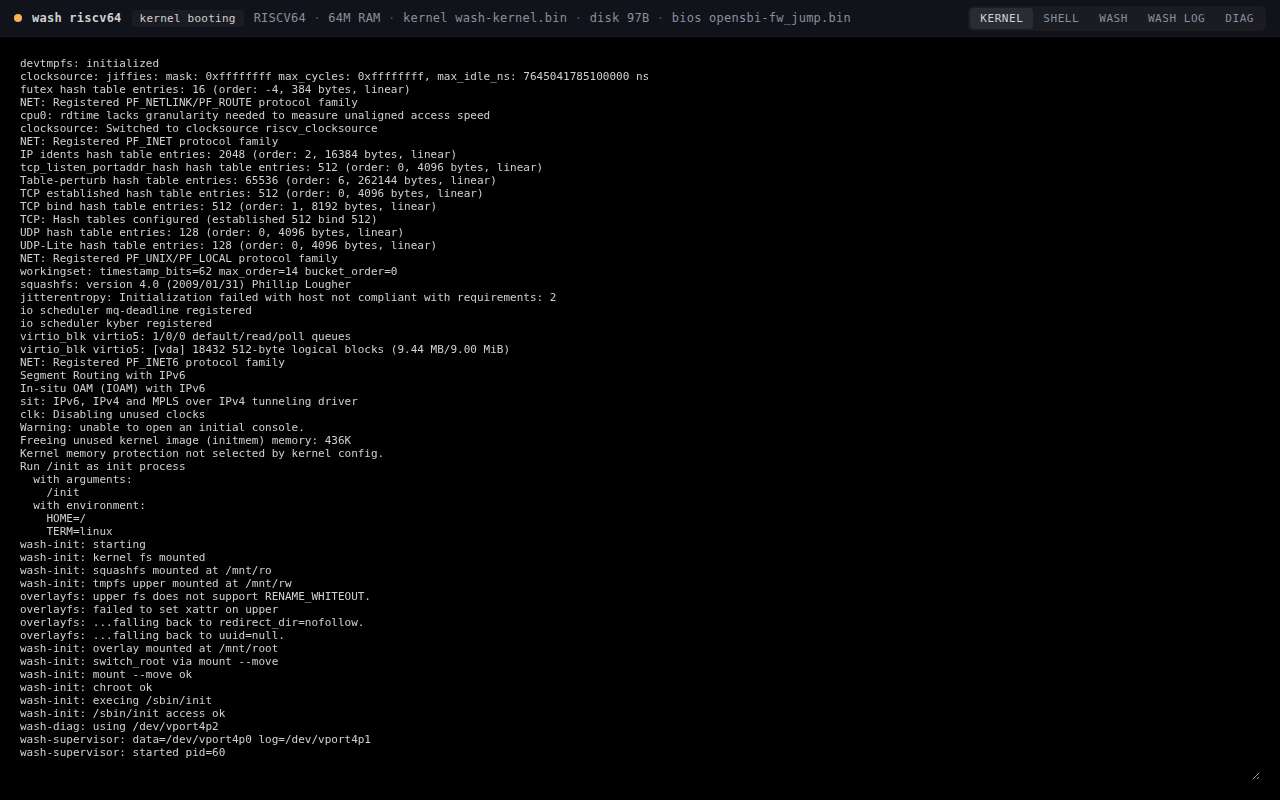 wash riscv64 kernel booting RISCV64 · 64M RAM · kernel wash-kernel.bin · disk 97B · bios opensbi-fw_jump.bin KERNEL SHELL WASH WASH LOG DIAG
devtmpfs: initialized
clocksource: jiffies: mask: 0xffffffff max_cycles: 0xffffffff, max_idle_ns: 7645041785100000 ns
futex hash table entries: 16 (order: -4, 384 bytes, linear)
NET: Registered PF_NETLINK/PF_ROUTE protocol family
cpu0: rdtime lacks granularity needed to measure unaligned access speed
clocksource: Switched to clocksource riscv_clocksource
NET: Registered PF_INET protocol family
IP idents hash table entries: 2048 (order: 2, 16384 bytes, linear)
tcp_listen_portaddr_hash hash table entries: 512 (order: 0, 4096 bytes, linear)
Table-perturb hash table entries: 65536 (order: 6, 262144 bytes, linear)
TCP established hash table entries: 512 (order: 0, 4096 bytes, linear)
TCP bind hash table entries: 512 (order: 1, 8192 bytes, linear)
TCP: Hash tables configured (established 512 bind 512)
UDP hash table entries: 128 (order: 0, 4096 bytes, linear)
UDP-Lite hash table entries: 128 (order: 0, 4096 bytes, linear)
NET: Registered PF_UNIX/PF_LOCAL protocol family
workingset: timestamp_bits=62 max_order=14 bucket_order=0
squashfs: version 4.0 (2009/01/31) Phillip Lougher
jitterentropy: Initialization failed with host not compliant with requirements: 2
io scheduler mq-deadline registered
io scheduler kyber registered
virtio_blk virtio5: 1/0/0 default/read/poll queues
virtio_blk virtio5: [vda] 18432 512-byte logical blocks (9.44 MB/9.00 MiB)
NET: Registered PF_INET6 protocol family
Segment Routing with IPv6
In-situ OAM (IOAM) with IPv6
sit: IPv6, IPv4 and MPLS over IPv4 tunneling driver
clk: Disabling unused clocks
Warning: unable to open an initial console.
Freeing unused kernel image (initmem) memory: 436K
Kernel memory protection not selected by kernel config.
Run /init as init process
  with arguments:
    /init
  with environment:
    HOME=/
    TERM=linux
wash-init: starting
wash-init: kernel fs mounted
wash-init: squashfs mounted at /mnt/ro
wash-init: tmpfs upper mounted at /mnt/rw
overlayfs: upper fs does not support RENAME_WHITEOUT.
overlayfs: failed to set xattr on upper
overlayfs: ...falling back to redirect_dir=nofollow.
overlayfs: ...falling back to uuid=null.
wash-init: overlay mounted at /mnt/root
wash-init: switch_root via mount --move
wash-init: mount --move ok
wash-init: chroot ok
wash-init: execing /sbin/init
wash-init: /sbin/init access ok
wash-diag: using /dev/vport4p2
wash-supervisor: data=/dev/vport4p0 log=/dev/vport4p1
wash-supervisor: started pid=60